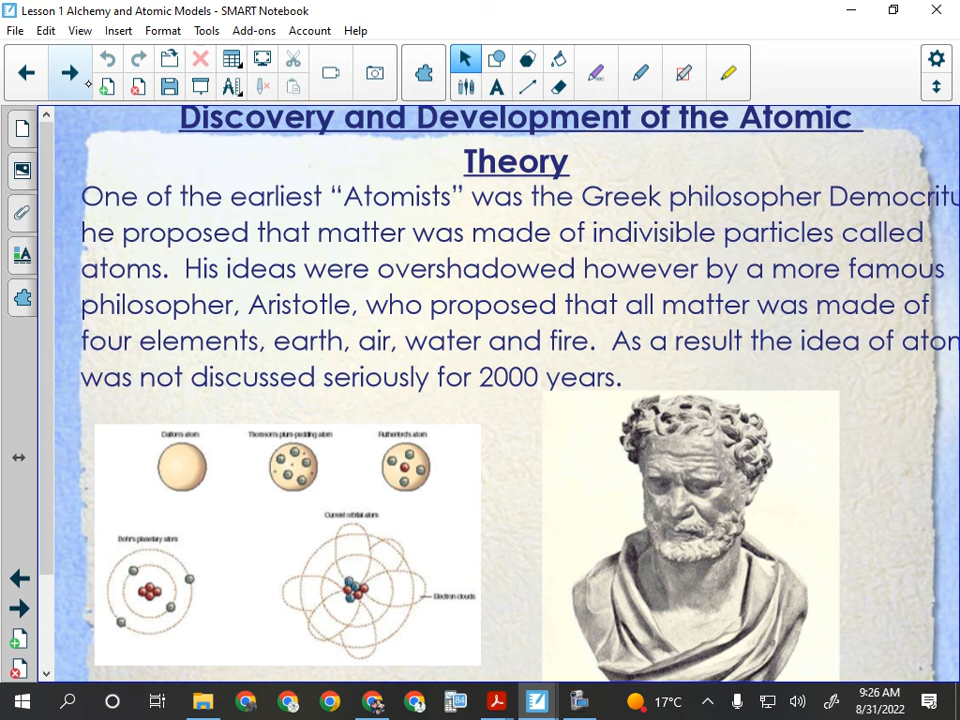 Lesson 1 Alchemy and Atomic Models - SMART Notebook
File Edit View Insert Format Tools Add-ons Account Help
Discovery and Development of the Atomic
Theory
One of the earliest “Atomists” was the Greek philosopher Democritu
he proposed that matter was made of indivisible particles called
atoms. His ideas were overshadowed however by a more famous
philosopher, Aristotle, who proposed that all matter was made of
four elements, earth, air, water and fire. As a result the idea of atom
was not discussed seriously for 2000 years.
Dalton's atom Thomson's plum-pudding atom Rutherford's atom
Current orbital atom
Bohr's planetary atom
Electron clouds
17°C
9:26 AM
8/31/2022